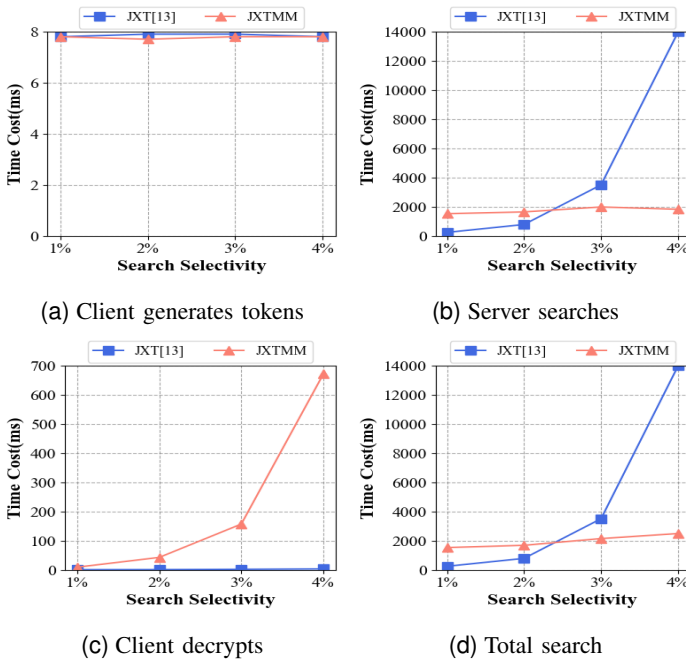 JXT[13] JXTMM
8
6
4
2
0
Time Cost(ms)
1% 2% 3% 4%
Search Selectivity
(a) Client generates tokens
JXT[13] JXTMM
14000
12000
10000
8000
6000
4000
2000
0
Time Cost(ms)
1% 2% 3% 4%
Search Selectivity
(b) Server searches
JXT[13] JXTMM
700
600
500
400
300
200
100
0
Time Cost(ms)
1% 2% 3% 4%
Search Selectivity
(c) Client decrypts
JXT[13] JXTMM
14000
12000
10000
8000
6000
4000
2000
0
Time Cost(ms)
1% 2% 3% 4%
Search Selectivity
(d) Total search